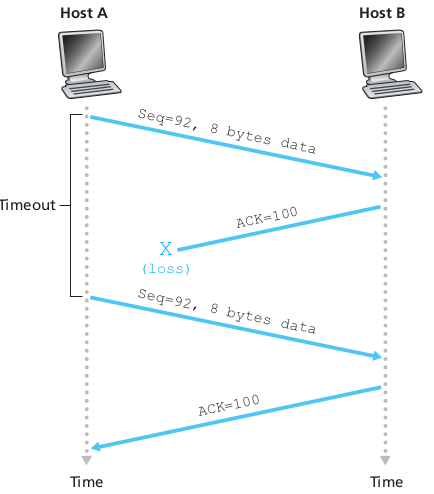 Host A
Host B
Seq=92, 8 bytes data
Timeout
ACK=100
X
(loss)
Seq=92, 8 bytes data
ACK=100
Time
Time